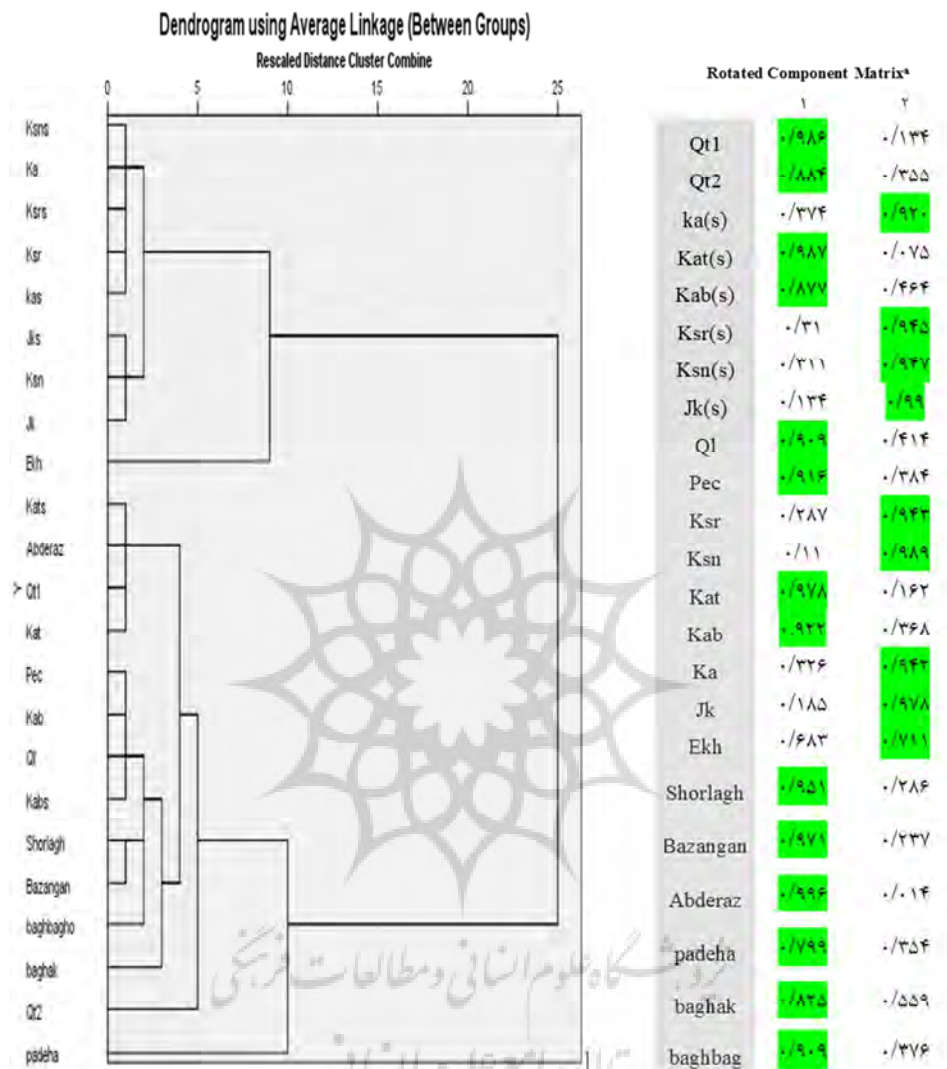 Dendrogram using Average Linkage (Between Groups)
Rescaled Distance Cluster Combine
0 5 10 15 20 25
Ksns
Ka
Ksrs
Ksr
kas
Jks
Ksn
Jk
Ekh
Kats
Abderaz
Y
Qt1
Kat
Pec
Kab
Ql
Kabs
Shorlagh
Bazangan
baghbagho
baghak
Qt2
padeha
Rotated Component Matrixª
۱ ۲
Qt1 ۰/۹۸۶ ۰/۱۳۴
Qt2 ۰/۸۸۴ ۰/۳۵۵
ka(s) ۰/۳۷۴ ۰/۹۲۰
Kat(s) ۰/۹۸۷ ۰/۰۷۵
Kab(s) ۰/۸۷۷ ۰/۴۶۴
Ksr(s) ۰/۳۱ ۰/۹۴۵
Ksn(s) ۰/۳۱۱ ۰/۹۴۷
Jk(s) ۰/۱۳۴ ۰/۹۹
Ql ۰/۹۰۹ ۰/۴۱۴
Pec ۰/۹۱۶ ۰/۳۸۴
Ksr ۰/۲۸۷ ۰/۹۴۳
Ksn ۰/۱۱ ۰/۹۸۹
Kat ۰/۹۷۸ ۰/۱۶۲
Kab ۰.۹۲۲ ۰/۳۶۸
Ka ۰/۳۲۶ ۰/۹۴۲
Jk ۰/۱۸۵ ۰/۹۷۸
Ekh ۰/۶۸۳ ۰/۷۱۱
Shorlagh ۰/۹۵۱ ۰/۲۸۶
Bazangan ۰/۹۷۱ ۰/۲۳۷
Abderaz ۰/۹۹۶ ۰/۰۱۴
padeha ۰/۷۹۹ ۰/۳۵۴
baghak ۰/۸۲۵ ۰/۵۵۹
baghbag ۰/۹۰۹ ۰/۳۷۶
علوم انسانی ومطالعات فرهنگی